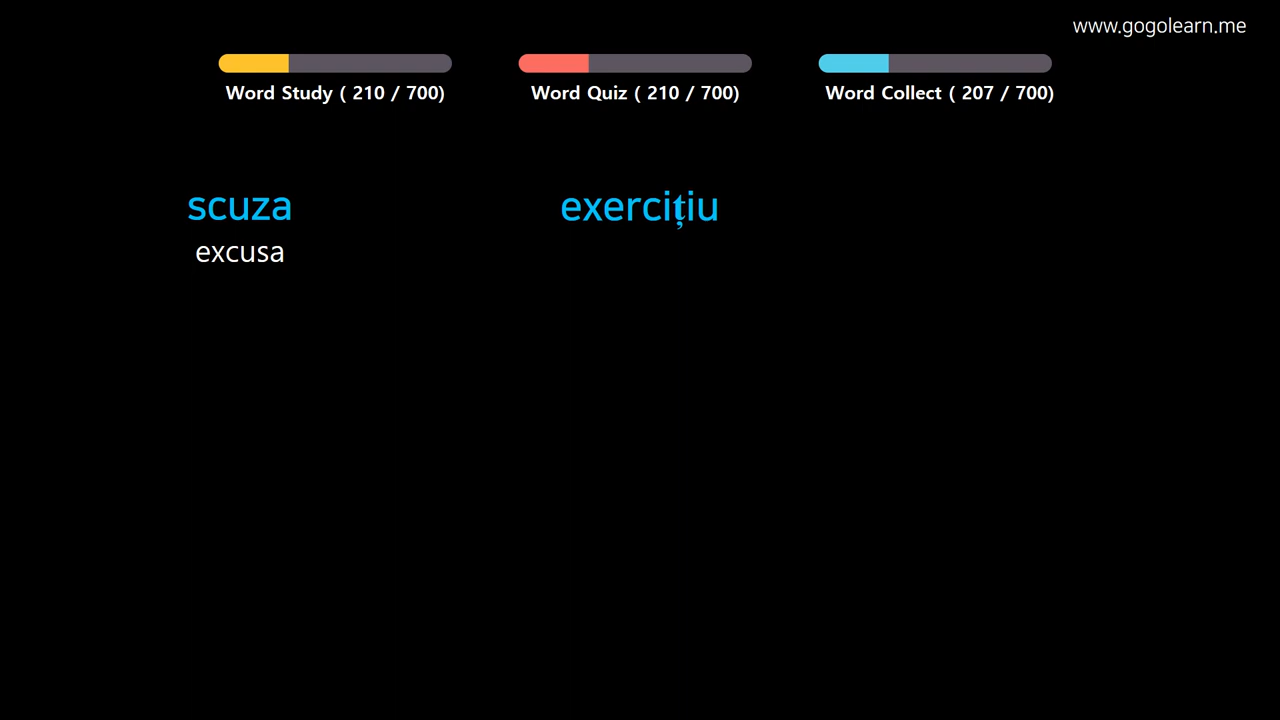 www.gogolearn.me
Word Study ( 210 / 700)
Word Quiz ( 210 / 700)
Word Collect ( 207 / 700)
scuza
excusa
exercițiu